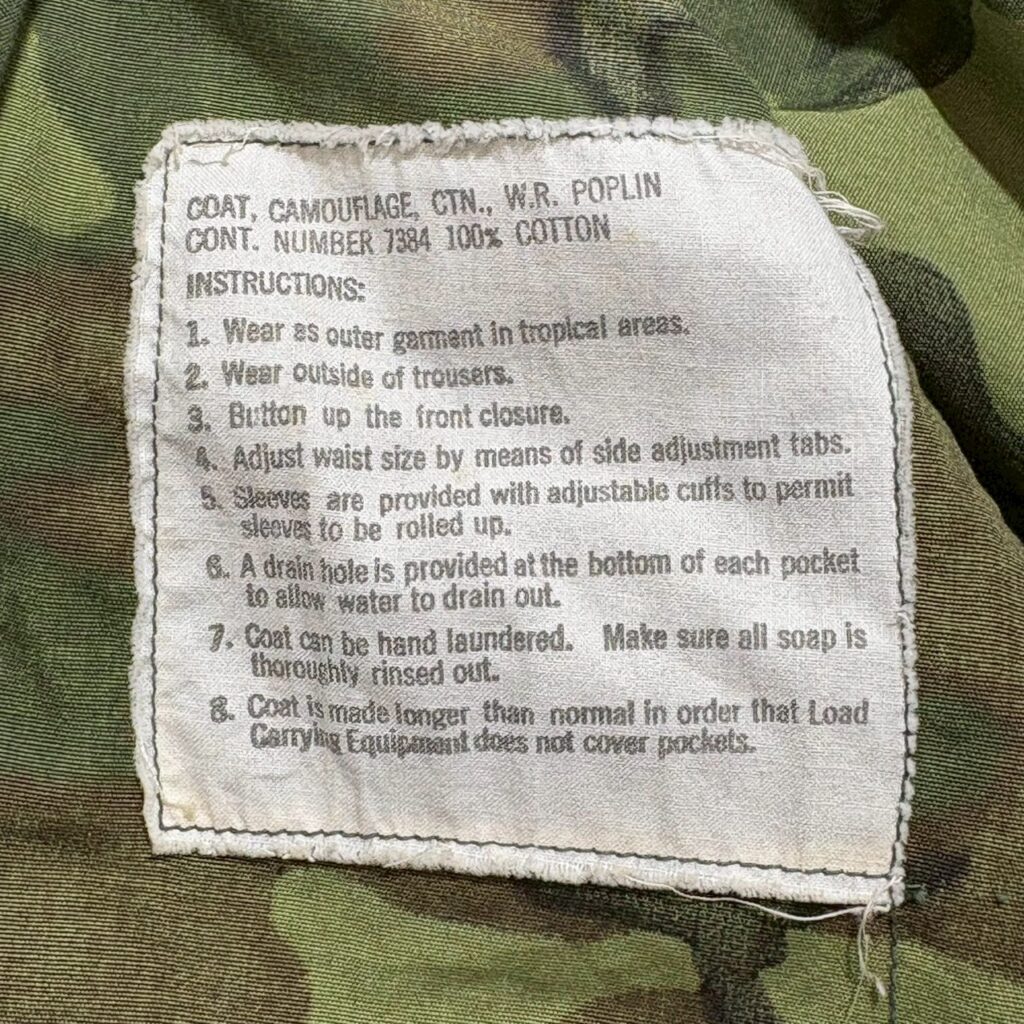 COAT, CAMOUFLAGE, CTN., W.R. POPLIN
CONT. NUMBER 7384 100% COTTON
INSTRUCTIONS:
1. Wear as outer garment in tropical areas.
2. Wear outside of trousers.
3. Button up the front closure.
4. Adjust waist size by means of side adjustment tabs.
5. Sleeves are provided with adjustable cuffs to permit
sleeves to be rolled up.
6. A drain hole is provided at the bottom of each pocket
to allow water to drain out.
7. Coat can be hand laundered. Make sure all soap is
thoroughly rinsed out.
8. Coat is made longer than normal in order that Load
Carrying Equipment does not cover pockets.